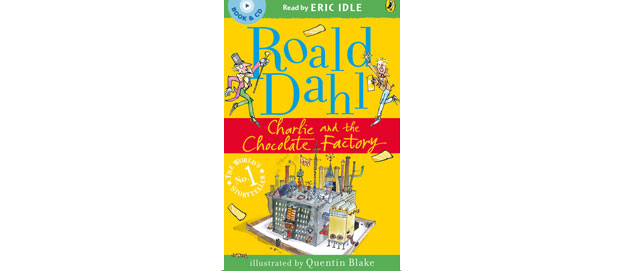 BOOK & CD
Read by ERIC IDLE
Roald
Dahl
Charlie and the
Chocolate Factory
THE WORLD'S
No. 1
STORYTELLER
illustrated by Quentin Blake